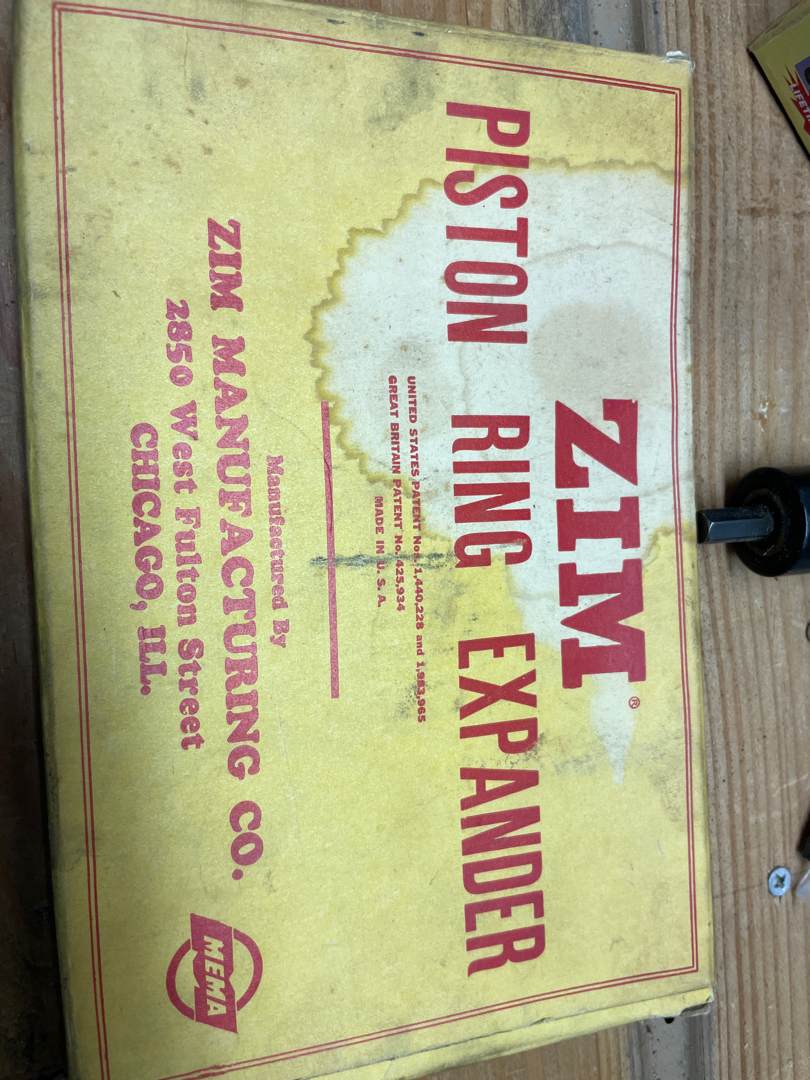 ZIM®
PISTON RING EXPANDER
UNITED STATES PATENT Nos. 1,440,228 and 1,983,965
GREAT BRITAIN PATENT No. 425,934
MADE IN U. S. A.
Manufactured By
ZIM MANUFACTURING CO.
2850 West Fulton Street
CHICAGO, ILL.
MEMA